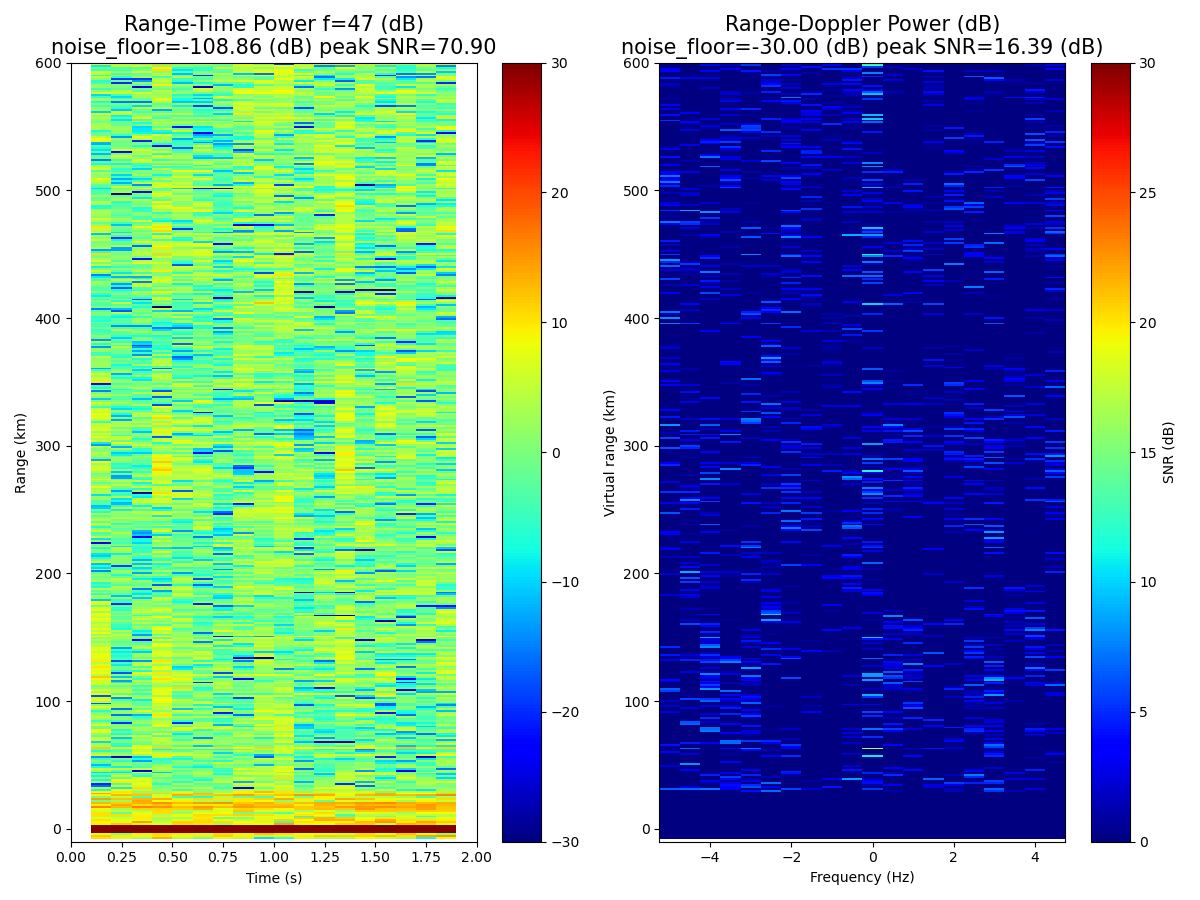 Range-Time Power f=47 (dB)
noise_floor=-108.86 (dB) peak SNR=70.90
Range-Doppler Power (dB)
noise_floor=-30.00 (dB) peak SNR=16.39 (dB)
600
500
400
300
200
100
0
Range (km)
0.00 0.25 0.50 0.75 1.00 1.25 1.50 1.75 2.00
Time (s)
30
20
10
0
−10
−20
−30
600
500
400
300
200
100
0
Virtual range (km)
−4 −2 0 2 4
Frequency (Hz)
30
25
20
15
10
5
0
SNR (dB)